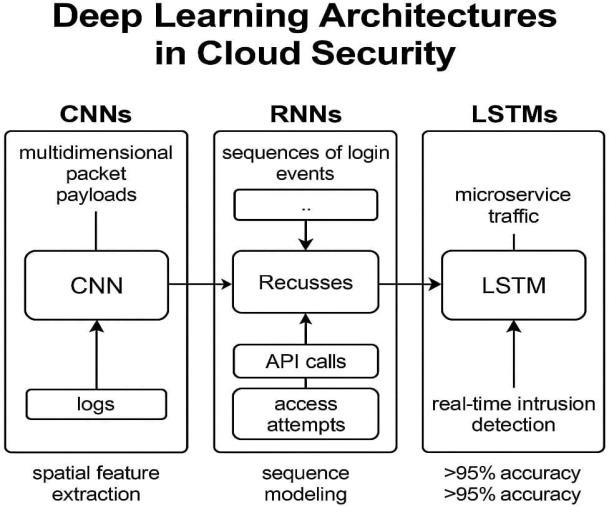 Deep Learning Architectures
in Cloud Security
CNNs
multidimensional
packet
payloads
CNN
logs
spatial feature
extraction
RNNs
sequences of login
events
..
Recusses
API calls
access
attempts
sequence
modeling
LSTMs
microservice
traffic
LSTM
real-time intrusion
detection
>95% accuracy
>95% accuracy